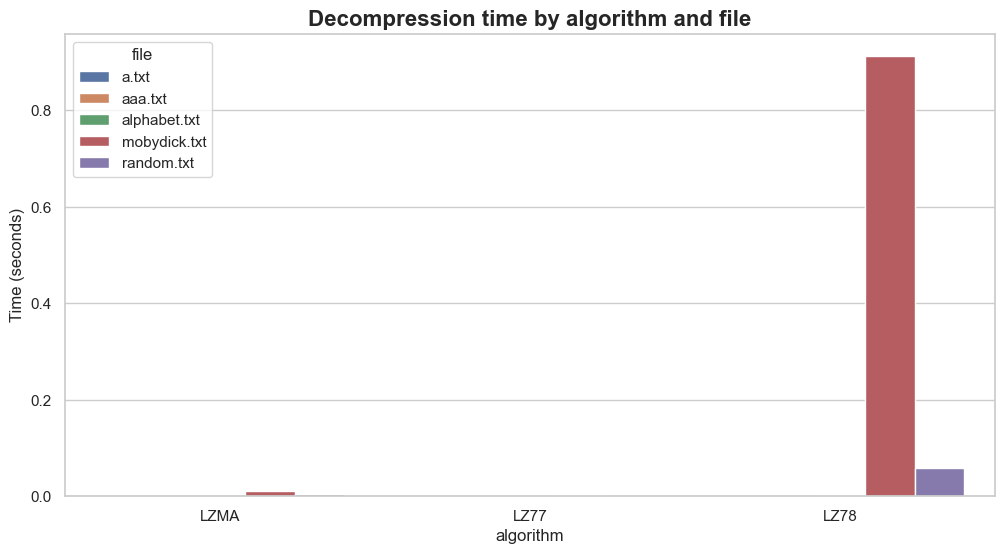 Decompression time by algorithm and file
file
a.txt
aaa.txt
alphabet.txt
mobydick.txt
random.txt
Time (seconds)
0.8
0.6
0.4
0.2
0.0
LZMA
LZ77
LZ78
algorithm